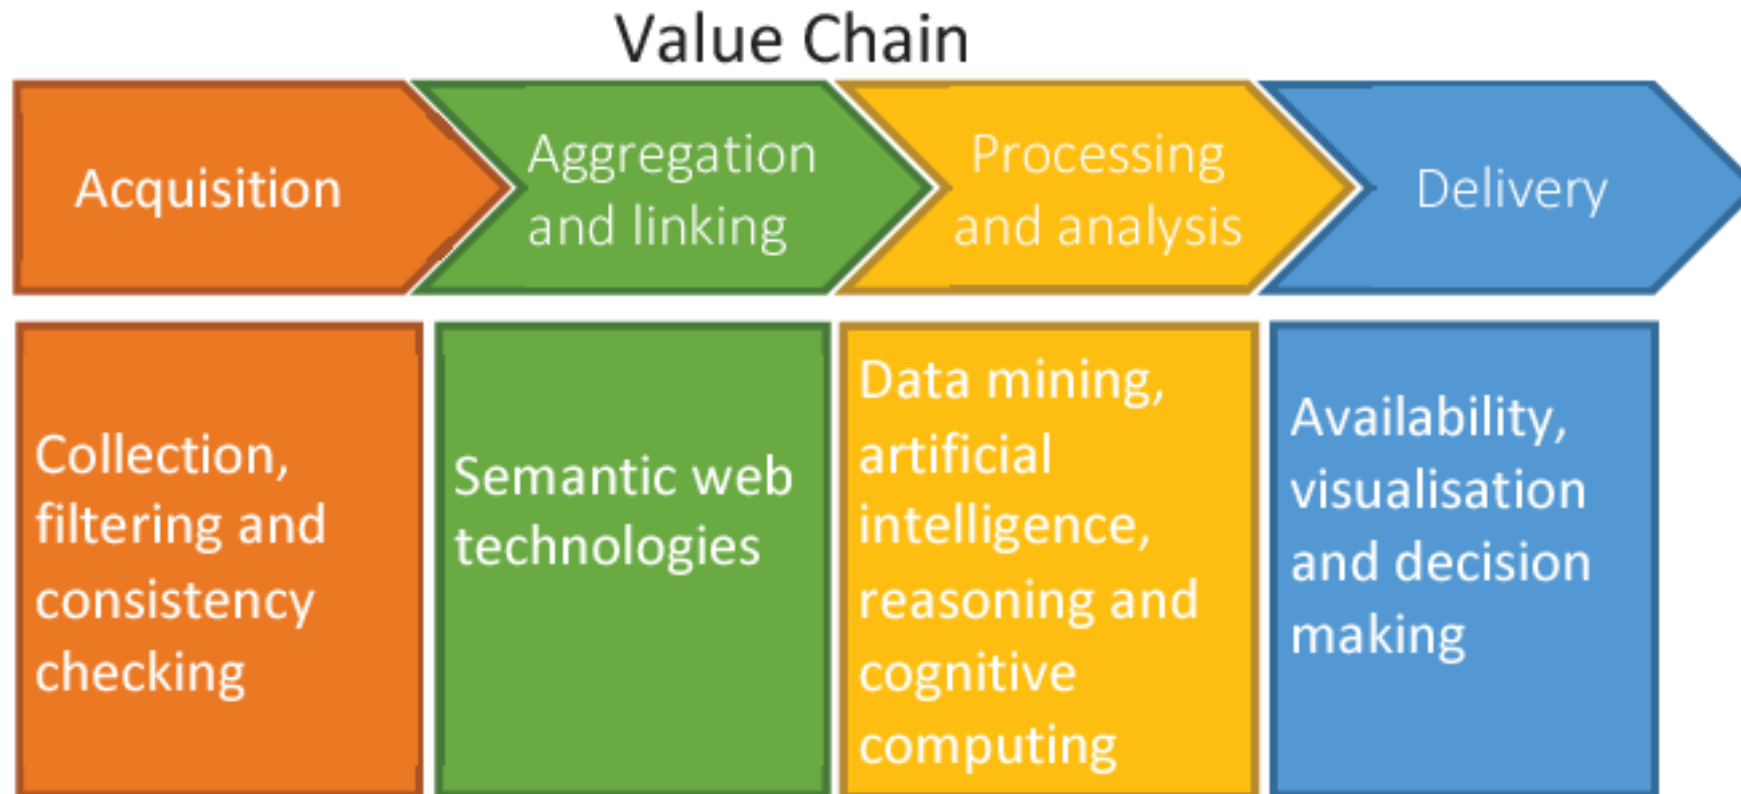 Value Chain
Acquisition
Aggregation
and linking
Processing
and analysis
Delivery
Collection,
filtering and
consistency
checking
Semantic web
technologies
Data mining,
artificial
intelligence,
reasoning and
cognitive
computing
Availability,
visualisation
and decision
making